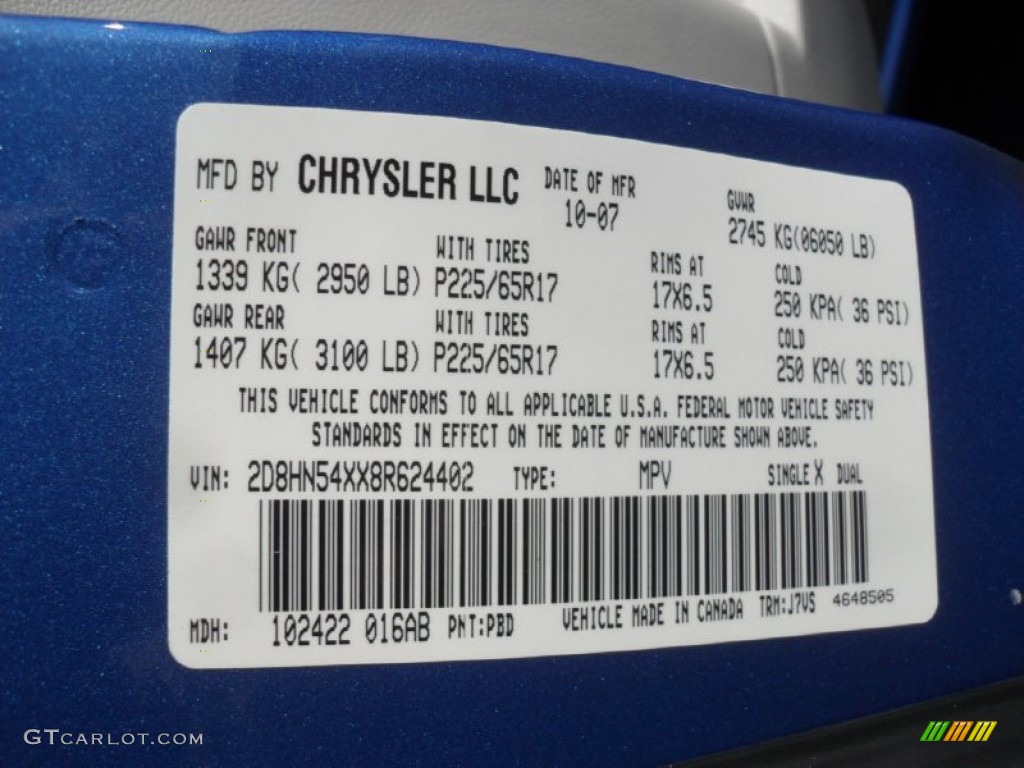 MFD BY CHRYSLER LLC DATE OF MFR GVWR
10-07 2745 KG(06050 LB)
GAWR FRONT WITH TIRES RIMS AT COLD
1339 KG( 2950 LB) P225/65R17 17X6.5 250 KPA( 36 PSI)
GAWR REAR WITH TIRES RIMS AT COLD
1407 KG( 3100 LB) P225/65R17 17X6.5 250 KPA( 36 PSI)
THIS VEHICLE CONFORMS TO ALL APPLICABLE U.S.A. FEDERAL MOTOR VEHICLE SAFETY
STANDARDS IN EFFECT ON THE DATE OF MANUFACTURE SHOWN ABOVE.
VIN: 2D8HN54XX8R624402 TYPE: MPV SINGLE X DUAL
MDH: 102422 016AB PNT:PBD VEHICLE MADE IN CANADA TRM:J7VS 4648505
GTCARLOT.COM